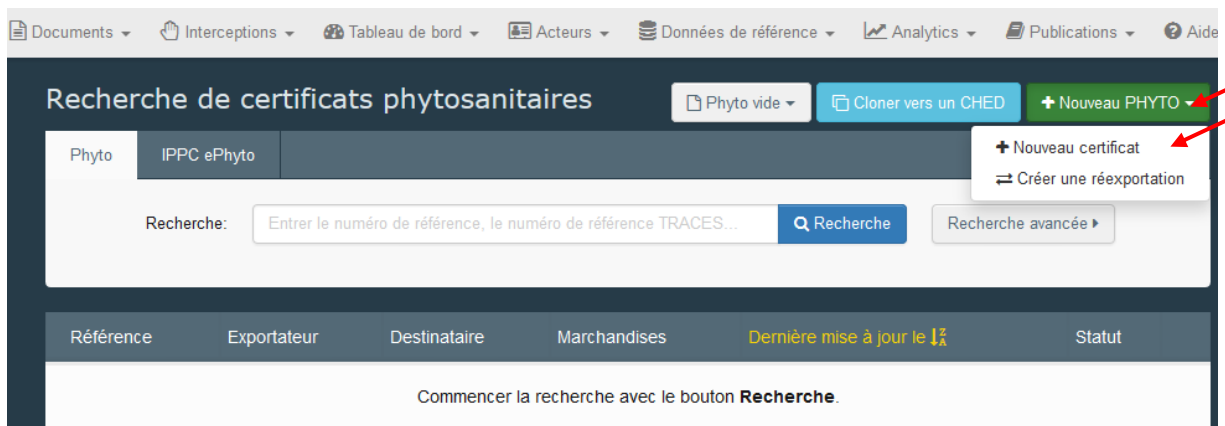 Documents Interceptions Tableau de bord Acteurs Données de référence Analytics Publications Aide
Recherche de certificats phytosanitaires Phyto vide Cloner vers un CHED Nouveau PHYTO
Nouveau certificat
Créer une réexportation
Phyto IPPC ePhyto
Recherche: Entrer le numéro de référence, le numéro de référence TRACES... Recherche Recherche avancée
Référence Exportateur Destinataire Marchandises Dernière mise à jour le Statut
Commencer la recherche avec le bouton Recherche.